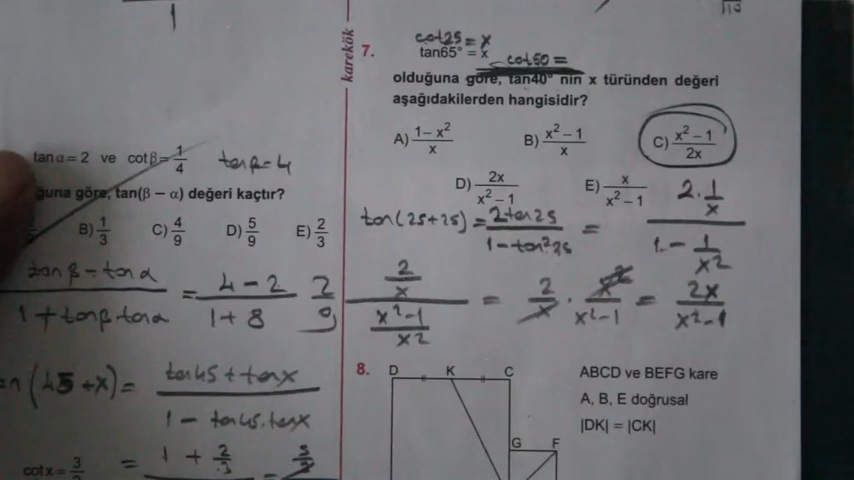 karekök
tanα = 2 ve cotβ = 1/4
tanβ = 4
ğuna göre, tan(β − α) değeri kaçtır?
B) 1/3 C) 4/9 D) 5/9 E) 2/3
tanβ − tanα / 1 + tanβ tanα = 4 − 2 / 1 + 8 2/9
(45 + x) = tan45 + tanx / 1 − tan45.tanx
cotx = 3/
= 1 + 2/3
7.
cot25 = x
tan65° = x
cot50 =
olduğuna göre, tan40° nin x türünden değeri
aşağıdakilerden hangisidir?
A) 1 − x²/x B) x² − 1/x C) x² − 1/2x
D) 2x/x² − 1 E) x/x² − 1
tan(25+25) = 2tan25 / 1 − tan²25 = 2.1/x / 1 − 1/x²
2/x / x²−1/x² = 2/x . x²/x²−1 = 2x/x²−1
8.
D K C
G F
ABCD ve BEFG kare
A, B, E doğrusal
|DK| = |CK|